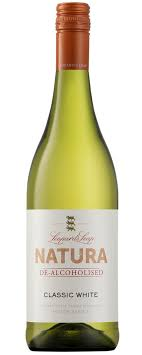 Leopard's Leap
NATURA
DE-ALCOHOLISED
CLASSIC WHITE